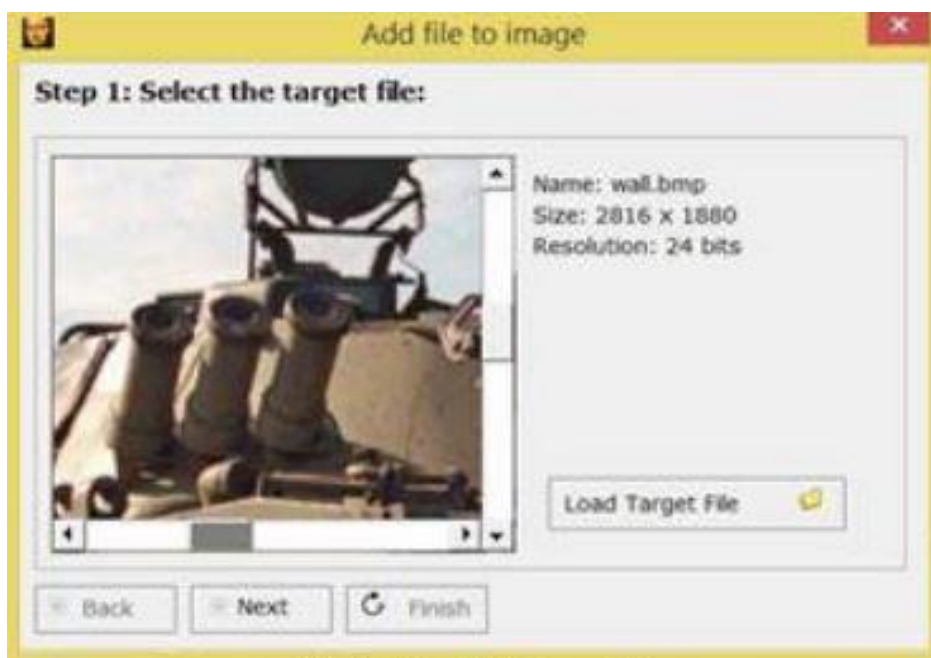 Add file to image
Step 1: Select the target file:
Name: wall.bmp
Size: 2816 x 1880
Resolution: 24 bits
Load Target File
Back
Next
Finish